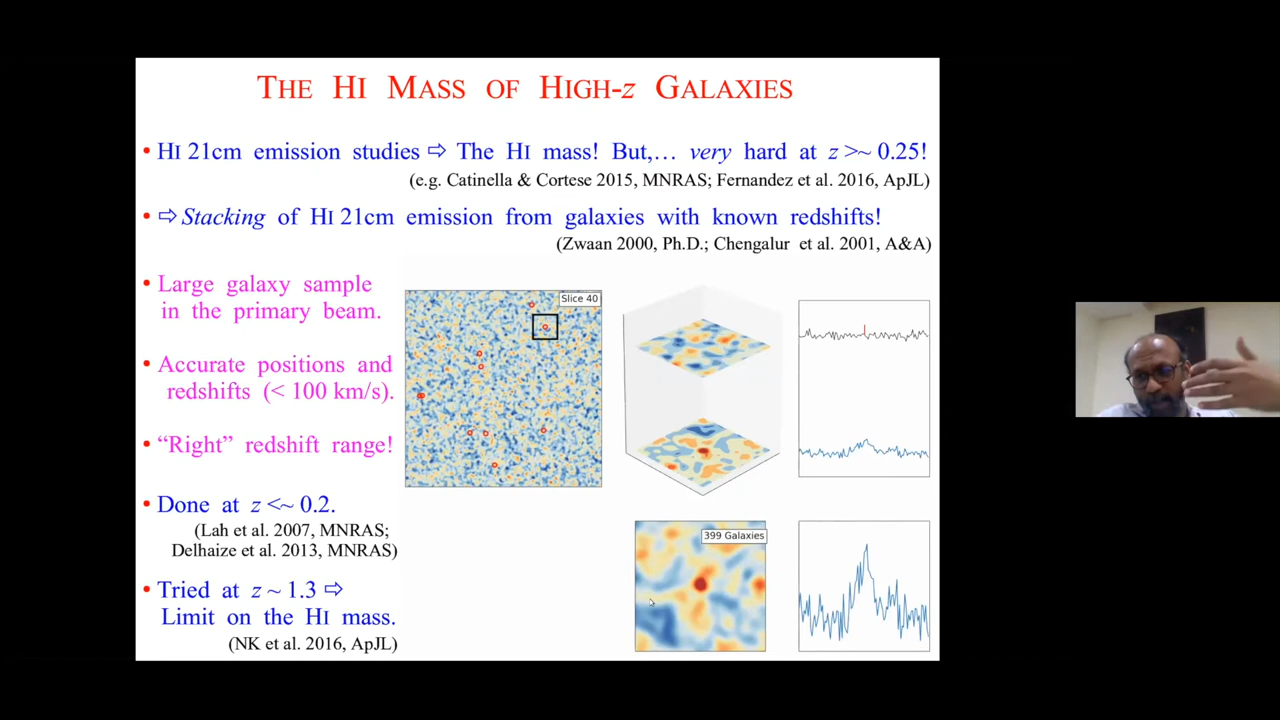 THE HI MASS OF HIGH-z GALAXIES
• HI 21cm emission studies ⇨ The HI mass! But,... very hard at z >~ 0.25!
(e.g. Catinella & Cortese 2015, MNRAS; Fernandez et al. 2016, ApJL)
• ⇨ Stacking of HI 21cm emission from galaxies with known redshifts!
(Zwaan 2000, Ph.D.; Chengalur et al. 2001, A&A)
• Large galaxy sample
in the primary beam.
• Accurate positions and
redshifts (< 100 km/s).
• “Right” redshift range!
• Done at z <~ 0.2.
(Lah et al. 2007, MNRAS;
Delhaize et al. 2013, MNRAS)
• Tried at z ~ 1.3 ⇨
Limit on the HI mass.
(NK et al. 2016, ApJL)
Slice 40
399 Galaxies